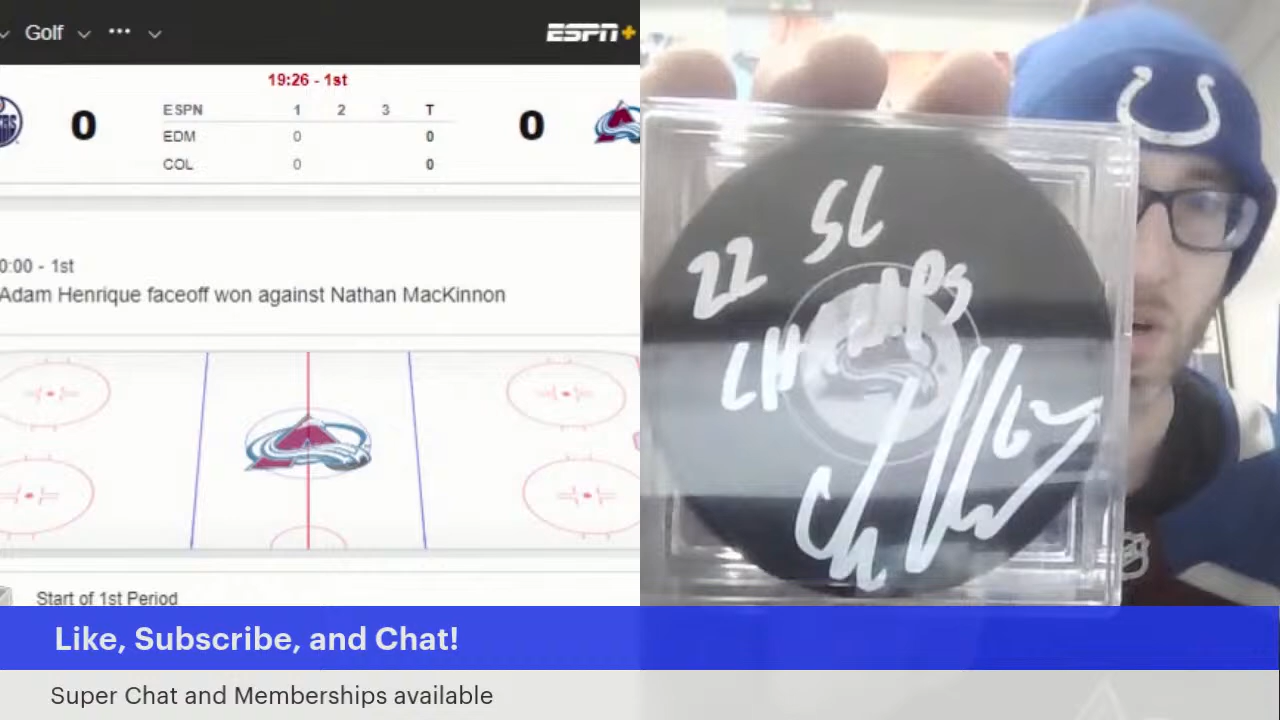 Golf
ESPN+
19:26 - 1st
0
ESPN 1 2 3 T
0
EDM 0 0
COL 0 0
0:00 - 1st
Adam Henrique faceoff won against Nathan MacKinnon
Start of 1st Period
22 SC
CHAMPS
Like, Subscribe, and Chat!
Super Chat and Memberships available